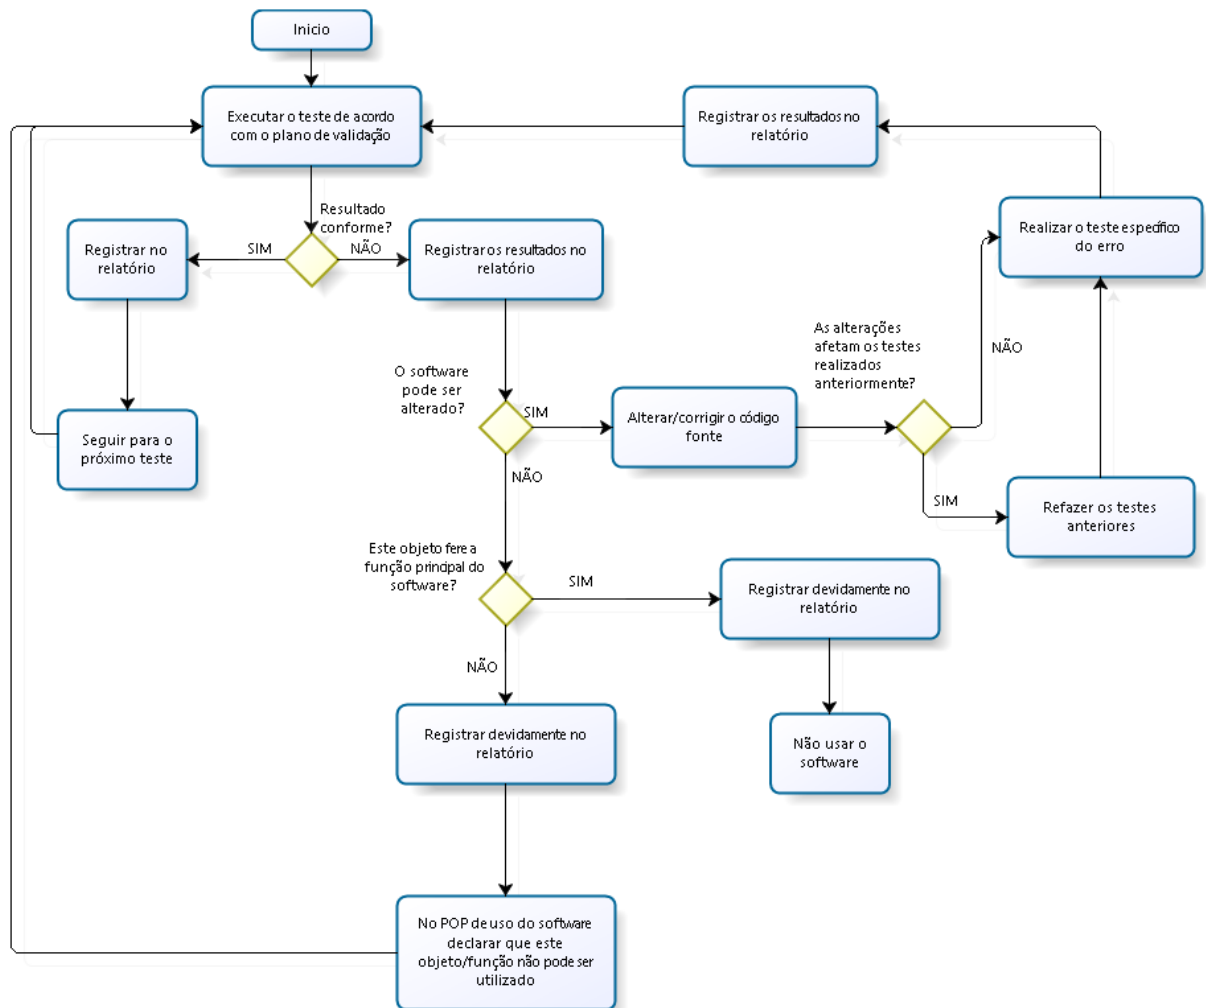 Inicio
Executar o teste de acordo
com o plano de validação
Registrar os resultados no
relatório
Resultado
conforme?
SIM
NÃO
Registrar no
relatório
Registrar os resultados no
relatório
Realizar o teste específico
do erro
As alterações
afetam os testes
realizados
anteriormente?
NÃO
O software
pode ser
alterado?
SIM
Alterar/corrigir o código
fonte
Seguir para o
próximo teste
NÃO
SIM
Refazer os testes
anteriores
Este objeto fere a
função principal do
software?
SIM
Registrar devidamente no
relatório
NÃO
Registrar devidamente no
relatório
Não usar o
software
No POP de uso do software
declarar que este
objeto/função não pode ser
utilizado